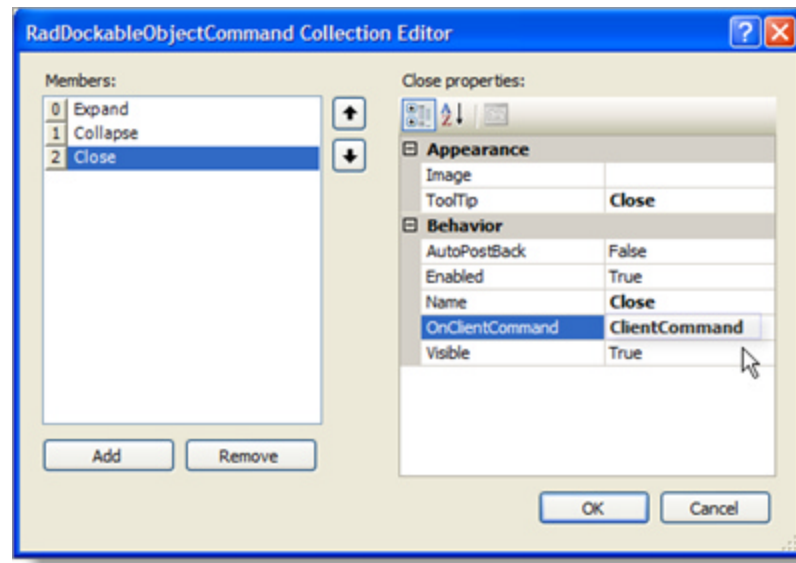 RadDockableObjectCommand Collection Editor
Members:
0 Expand
1 Collapse
2 Close
Add Remove
Close properties:
Appearance
Image
ToolTip Close
Behavior
AutoPostBack False
Enabled True
Name Close
OnClientCommand ClientCommand
Visible True
OK Cancel